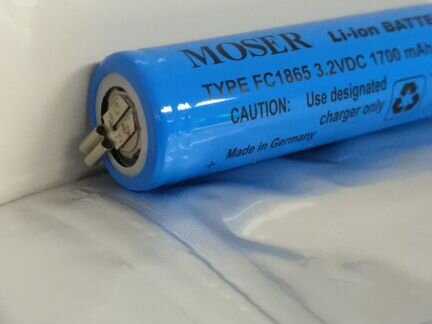 MOSER Li-ion BATTE
TYPE FC1865 3.2VDC 1700 mAh
CAUTION: Use designated
charger only
Made in Germany
+